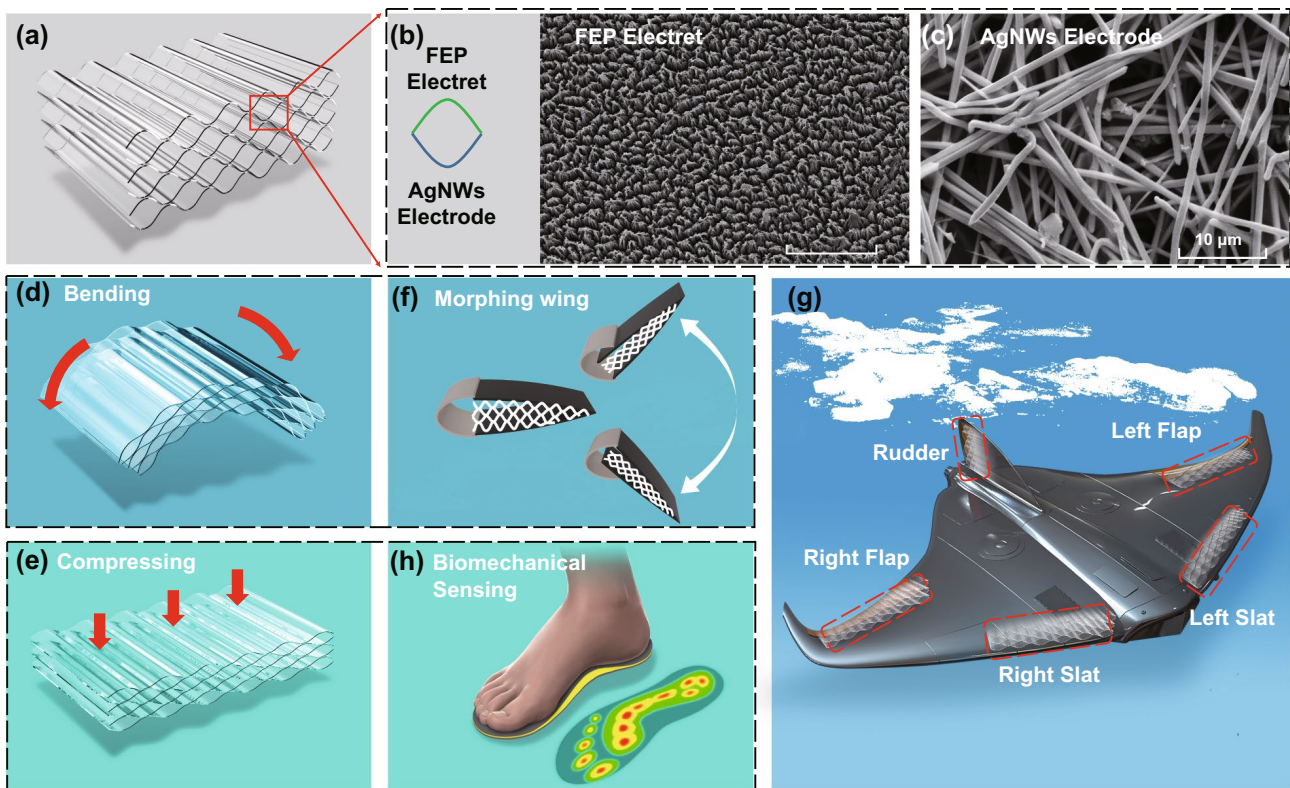 (a)
(b)
FEP
Electret
AgNWs
Electrode
FEP Electret
(c)
AgNWs Electrode
10 µm
(d)
Bending
(f)
Morphing wing
(g)
Rudder
Left Flap
Right Flap
Left Slat
Right Slat
(e)
Compressing
(h)
Biomechanical
Sensing